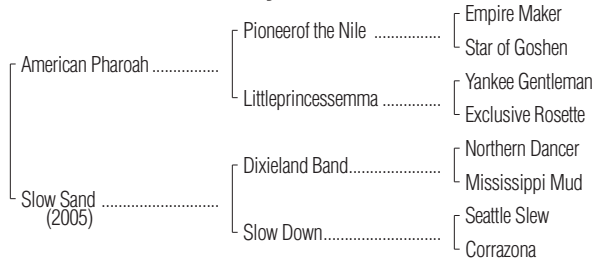 Empire Maker
Pioneerof the Nile ................
Star of Goshen
American Pharoah ................
Yankee Gentleman
Littleprincessemma ..............
Exclusive Rosette
Northern Dancer
Dixieland Band......................
Mississippi Mud
Slow Sand ............................
(2005)
Seattle Slew
Slow Down............................
Corrazona